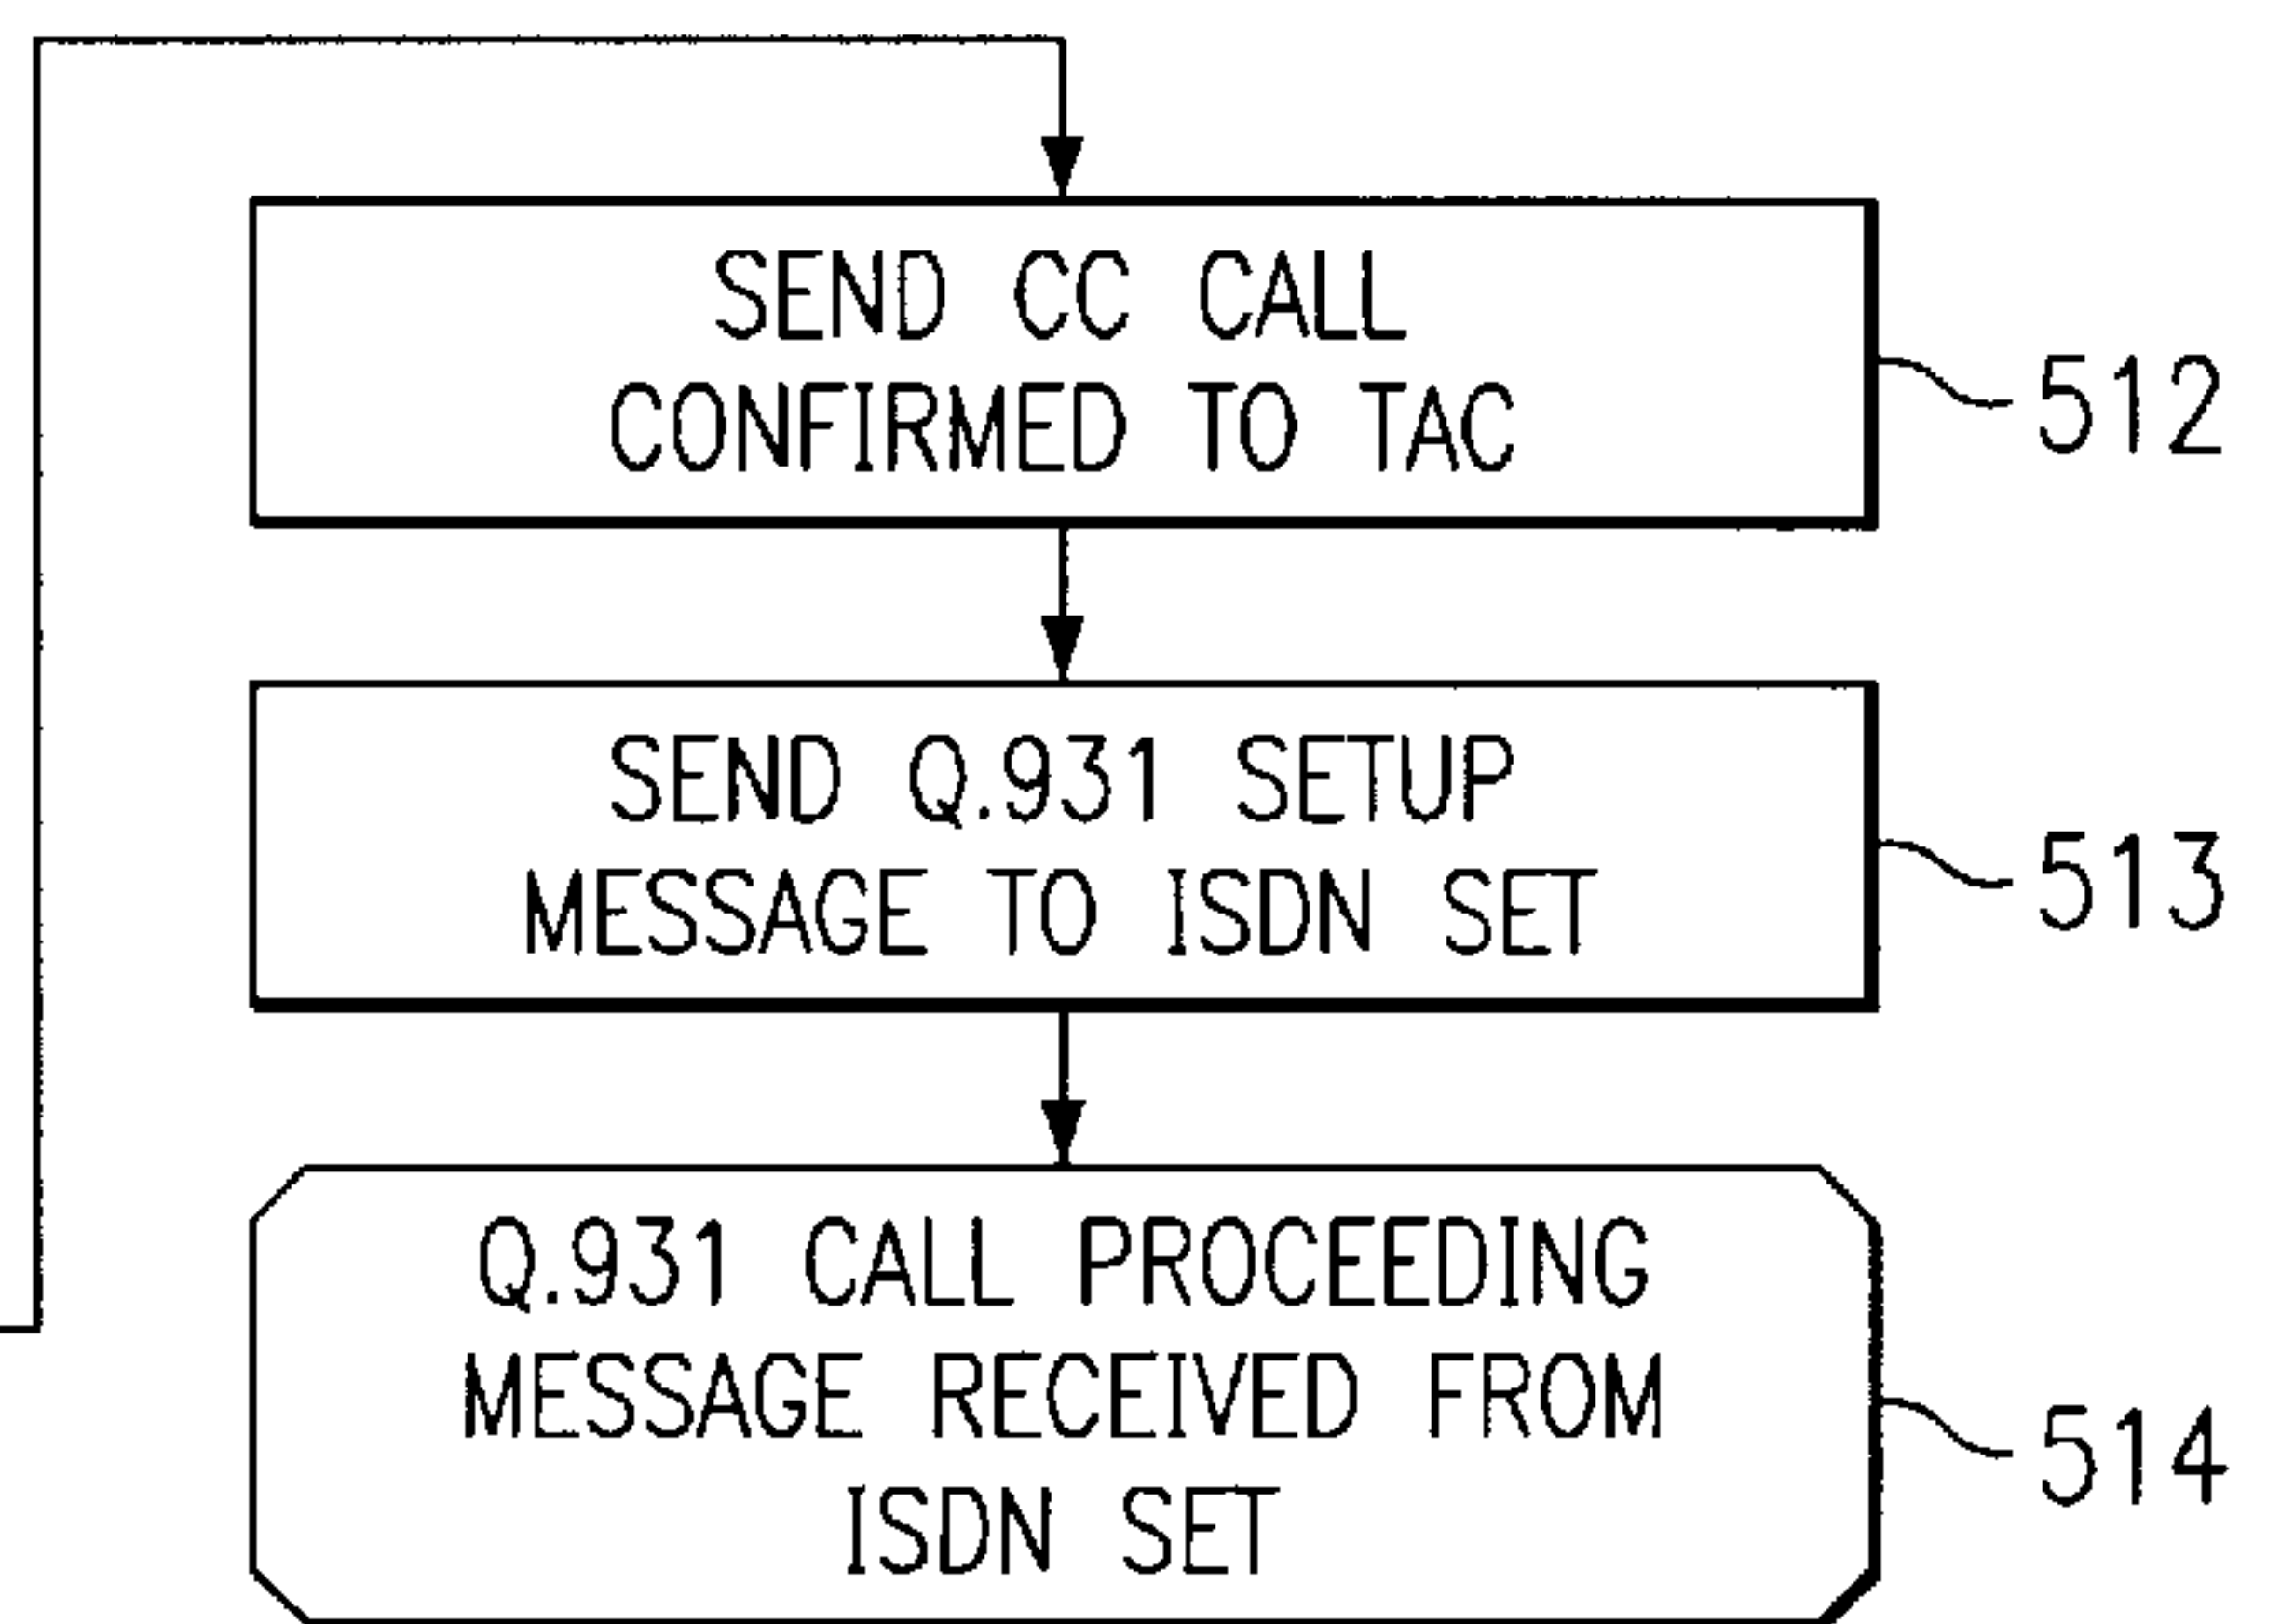 SEND CC CALL
CONFIRMED TO TAC
512
SEND Q.931 SETUP
MESSAGE TO ISDN SET
513
Q.931 CALL PROCEEDING
MESSAGE RECEIVED FROM
ISDN SET
514